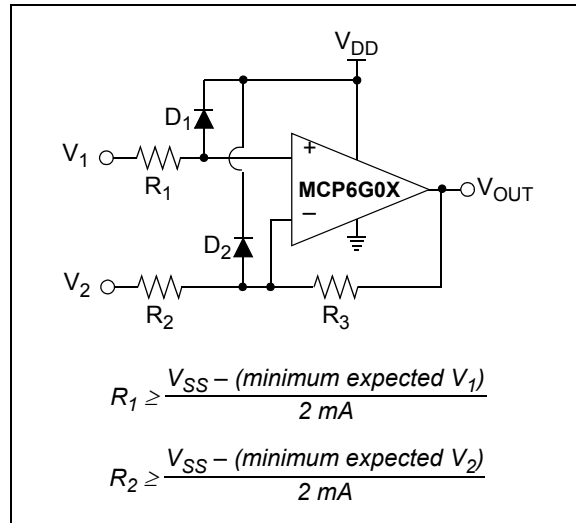 V_DD
D_1
V_1
R_1
+
MCP6G0X
–
V_OUT
D_2
V_2
R_2
R_3
R_1 ≥ V_SS – (minimum expected V_1) / 2 mA
R_2 ≥ V_SS – (minimum expected V_2) / 2 mA